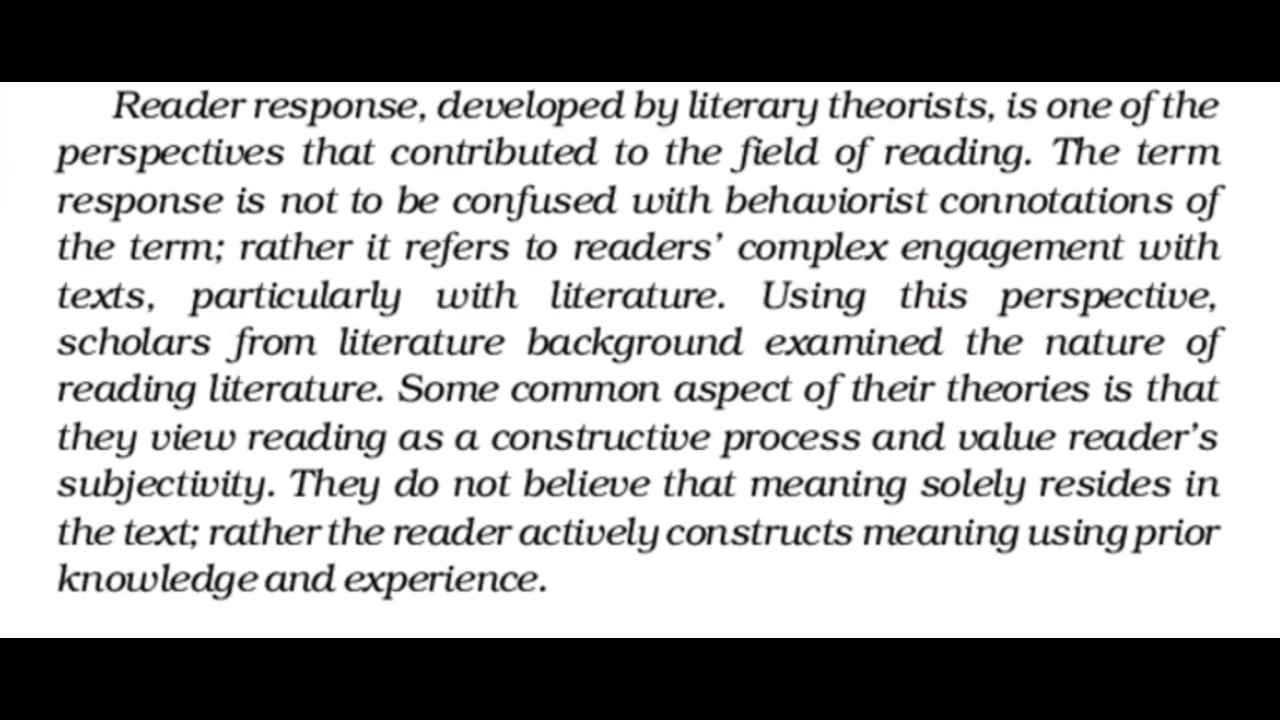 Reader response, developed by literary theorists, is one of the
perspectives that contributed to the field of reading. The term
response is not to be confused with behaviorist connotations of
the term; rather it refers to readers’ complex engagement with
texts, particularly with literature. Using this perspective,
scholars from literature background examined the nature of
reading literature. Some common aspect of their theories is that
they view reading as a constructive process and value reader’s
subjectivity. They do not believe that meaning solely resides in
the text; rather the reader actively constructs meaning using prior
knowledge and experience.